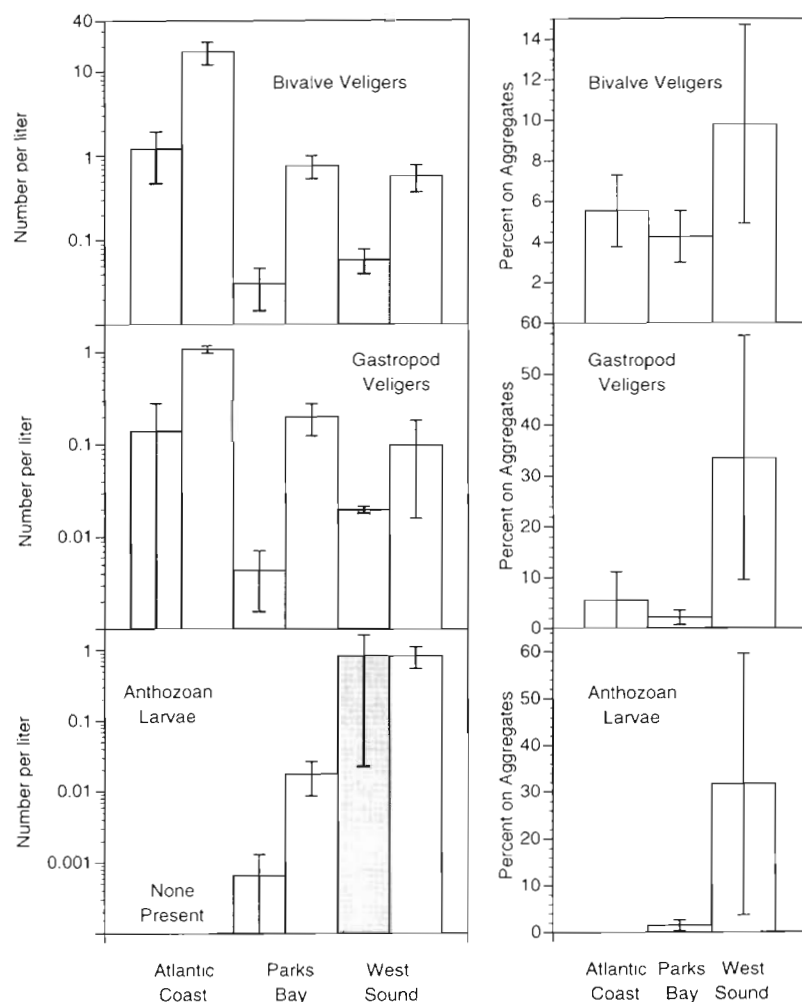 40
10
1
0.1
Number per liter
Bivalve Veligers
14
12
10
8
6
4
2
60
Percent on Aggregates
Bivalve Veligers
1
0.1
0.01
Number per liter
Gastropod
Veligers
50
40
30
20
10
0
Percent on Aggregates
Gastropod
Veligers
1
0.1
0.01
0.001
Number per liter
Anthozoan
Larvae
None
Present
60
50
40
30
20
10
0
Percent on Aggregates
Anthozoan
Larvae
Atlantic
Coast
Parks
Bay
West
Sound
Atlantic
Coast
Parks
Bay
West
Sound